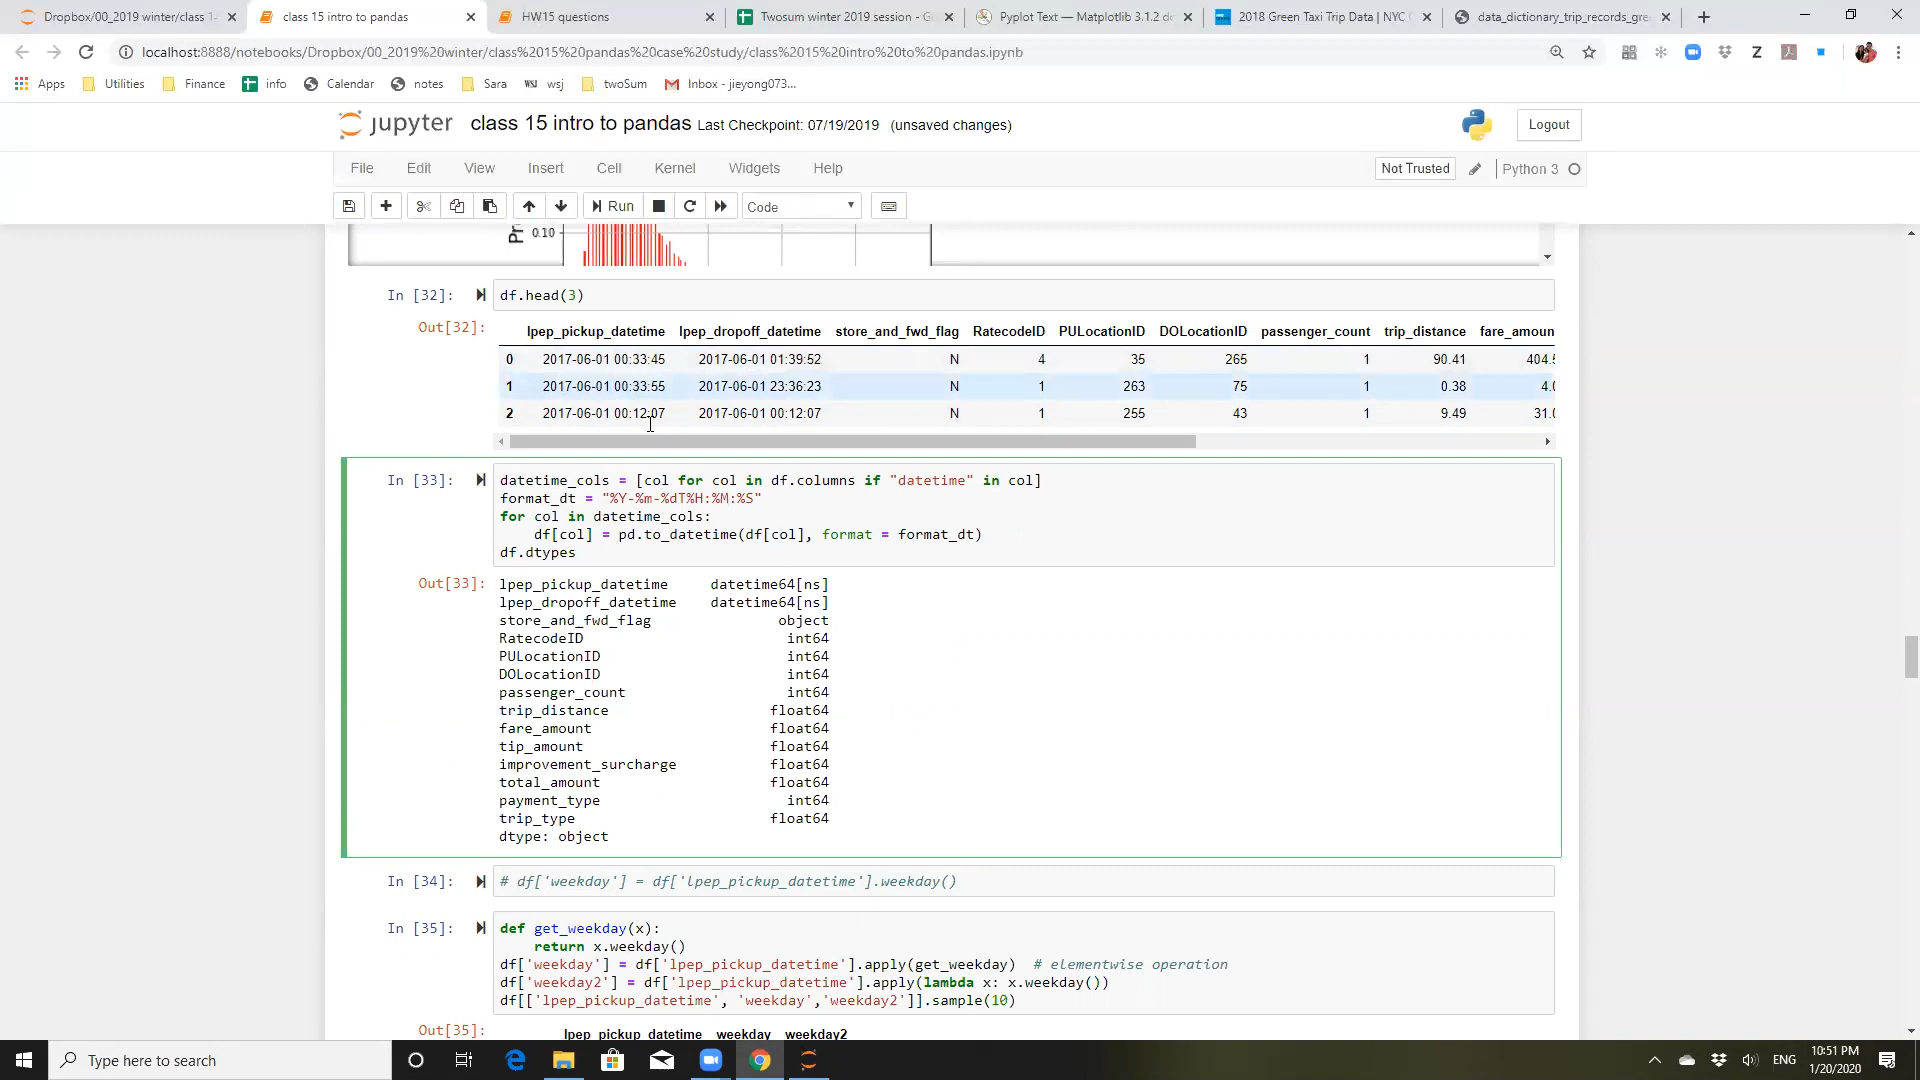 Dropbox/00_2019 winter/class 1-
class 15 intro to pandas
HW15 questions
Twosum winter 2019 session - Go
Pyplot Text — Matplotlib 3.1.2 do
2018 Green Taxi Trip Data | NYC
data_dictionary_trip_records_gre
localhost:8888/notebooks/Dropbox/00_2019%20winter/class%2015%20pandas%20case%20study/class%2015%20intro%20to%20pandas.ipynb
Apps Utilities Finance info Calendar notes Sara WSJ wsj twoSum Inbox - jieyong073...
jupyter class 15 intro to pandas Last Checkpoint: 07/19/2019 (unsaved changes) Logout
File Edit View Insert Cell Kernel Widgets Help Not Trusted Python 3
Run Code
0.10
In [32]: df.head(3)
Out[32]:
lpep_pickup_datetime lpep_dropoff_datetime store_and_fwd_flag RatecodeID PULocationID DOLocationID passenger_count trip_distance fare_amoun
0 2017-06-01 00:33:45 2017-06-01 01:39:52 N 4 35 265 1 90.41 404.5
1 2017-06-01 00:33:55 2017-06-01 23:36:23 N 1 263 75 1 0.38 4.0
2 2017-06-01 00:12:07 2017-06-01 00:12:07 N 1 255 43 1 9.49 31.0
In [33]: datetime_cols = [col for col in df.columns if "datetime" in col]
format_dt = "%Y-%m-%dT%H:%M:%S"
for col in datetime_cols:
df[col] = pd.to_datetime(df[col], format = format_dt)
df.dtypes
Out[33]: lpep_pickup_datetime datetime64[ns]
lpep_dropoff_datetime datetime64[ns]
store_and_fwd_flag object
RatecodeID int64
PULocationID int64
DOLocationID int64
passenger_count int64
trip_distance float64
fare_amount float64
tip_amount float64
improvement_surcharge float64
total_amount float64
payment_type int64
trip_type float64
dtype: object
In [34]: # df['weekday'] = df['lpep_pickup_datetime'].weekday()
In [35]: def get_weekday(x):
return x.weekday()
df['weekday'] = df['lpep_pickup_datetime'].apply(get_weekday) # elementwise operation
df['weekday2'] = df['lpep_pickup_datetime'].apply(lambda x: x.weekday())
df[['lpep_pickup_datetime', 'weekday','weekday2']].sample(10)
Out[35]: lpep_pickup_datetime weekday weekday2
Type here to search
ENG
10:51 PM
1/20/2020